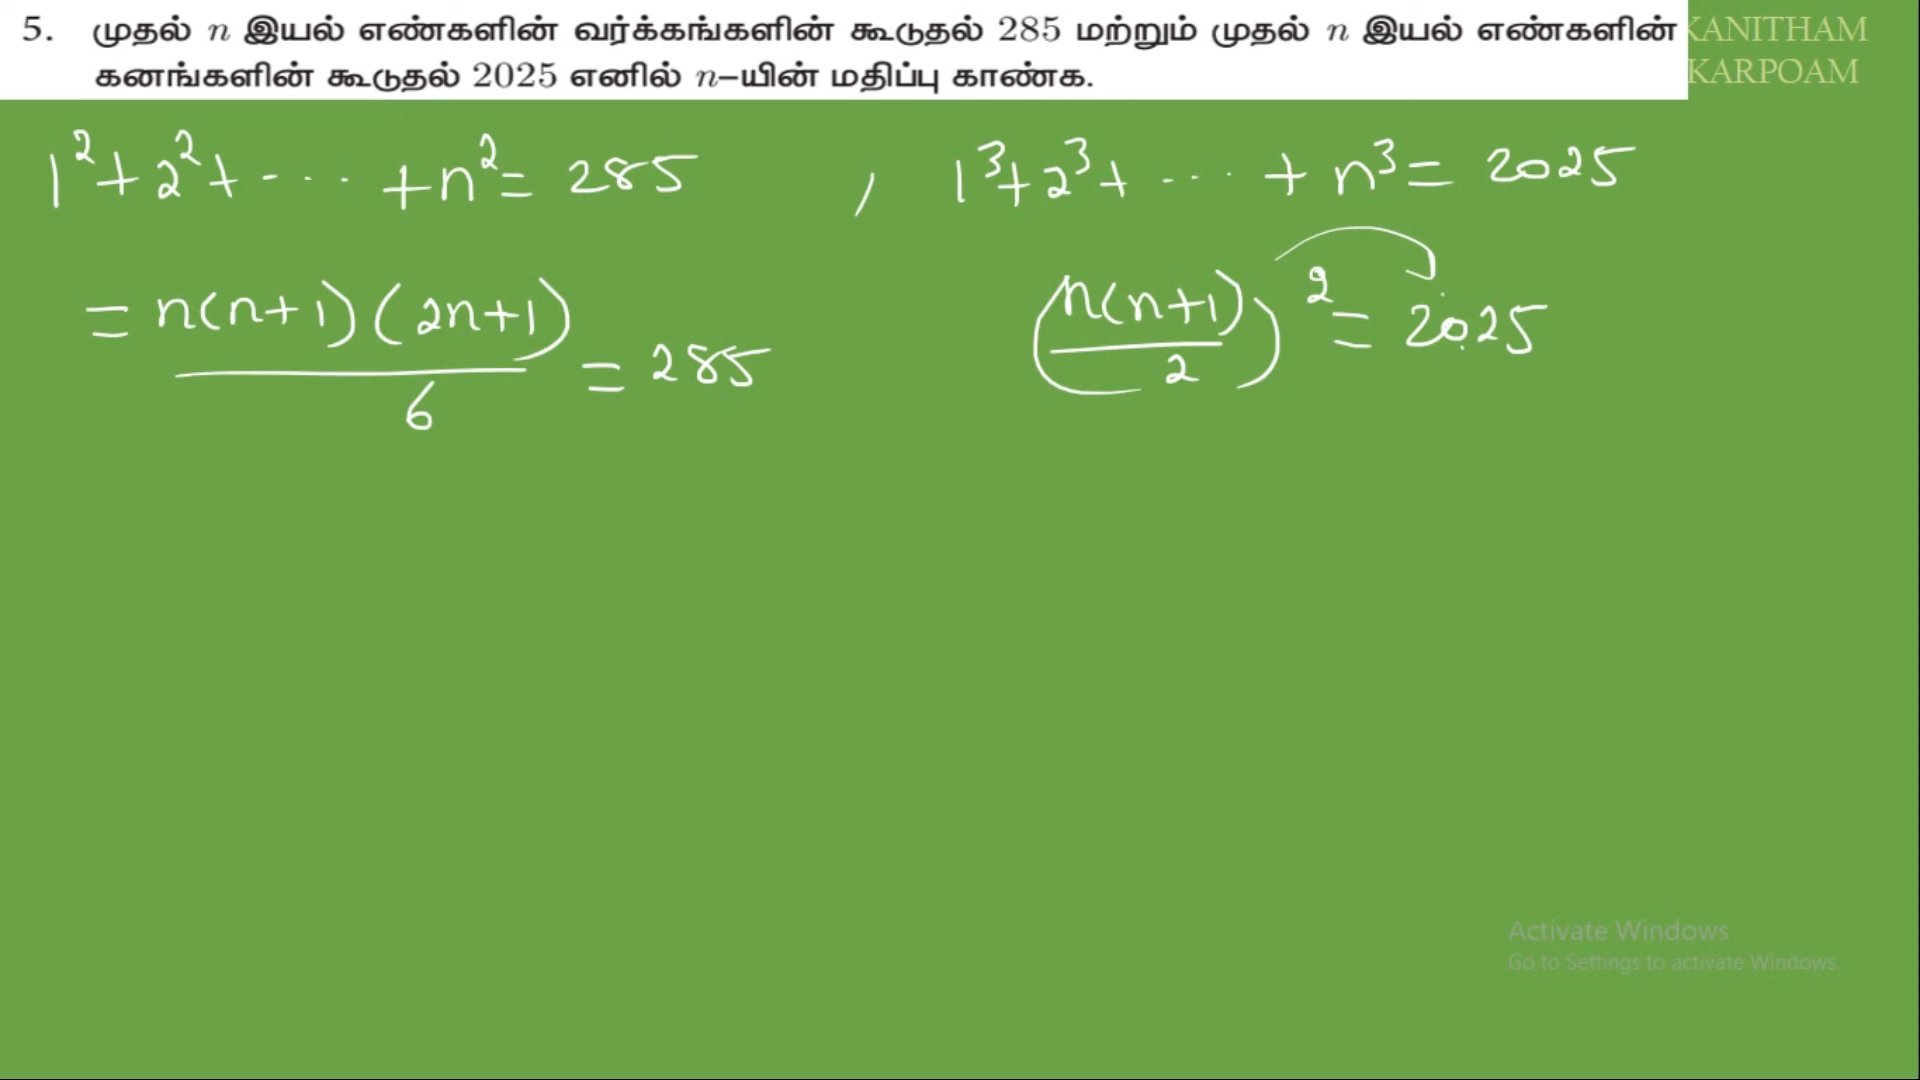 5. முதல் n இயல் எண்களின் வர்க்கங்களின் கூடுதல் 285 மற்றும் முதல் n இயல் எண்களின்
கனங்களின் கூடுதல் 2025 எனில் n–யின் மதிப்பு காண்க.
KANITHAM
KARPOAM
1² + 2² + ---- + n² = 285 , 1³ + 2³ + ---- + n³ = 2025
= n(n+1)(2n+1) / 6 = 285
(n(n+1) / 2)² = 2025
Activate Windows
Go to Settings to activate Windows.